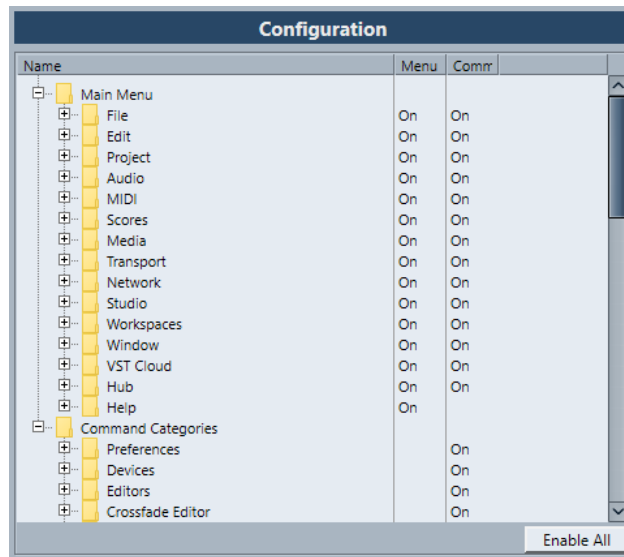 Configuration
Name Menu Comm
Main Menu
File On On
Edit On On
Project On On
Audio On On
MIDI On On
Scores On On
Media On On
Transport On On
Network On On
Studio On On
Workspaces On On
Window On On
VST Cloud On On
Hub On On
Help On
Command Categories
Preferences On
Devices On
Editors On
Crossfade Editor On
Enable All